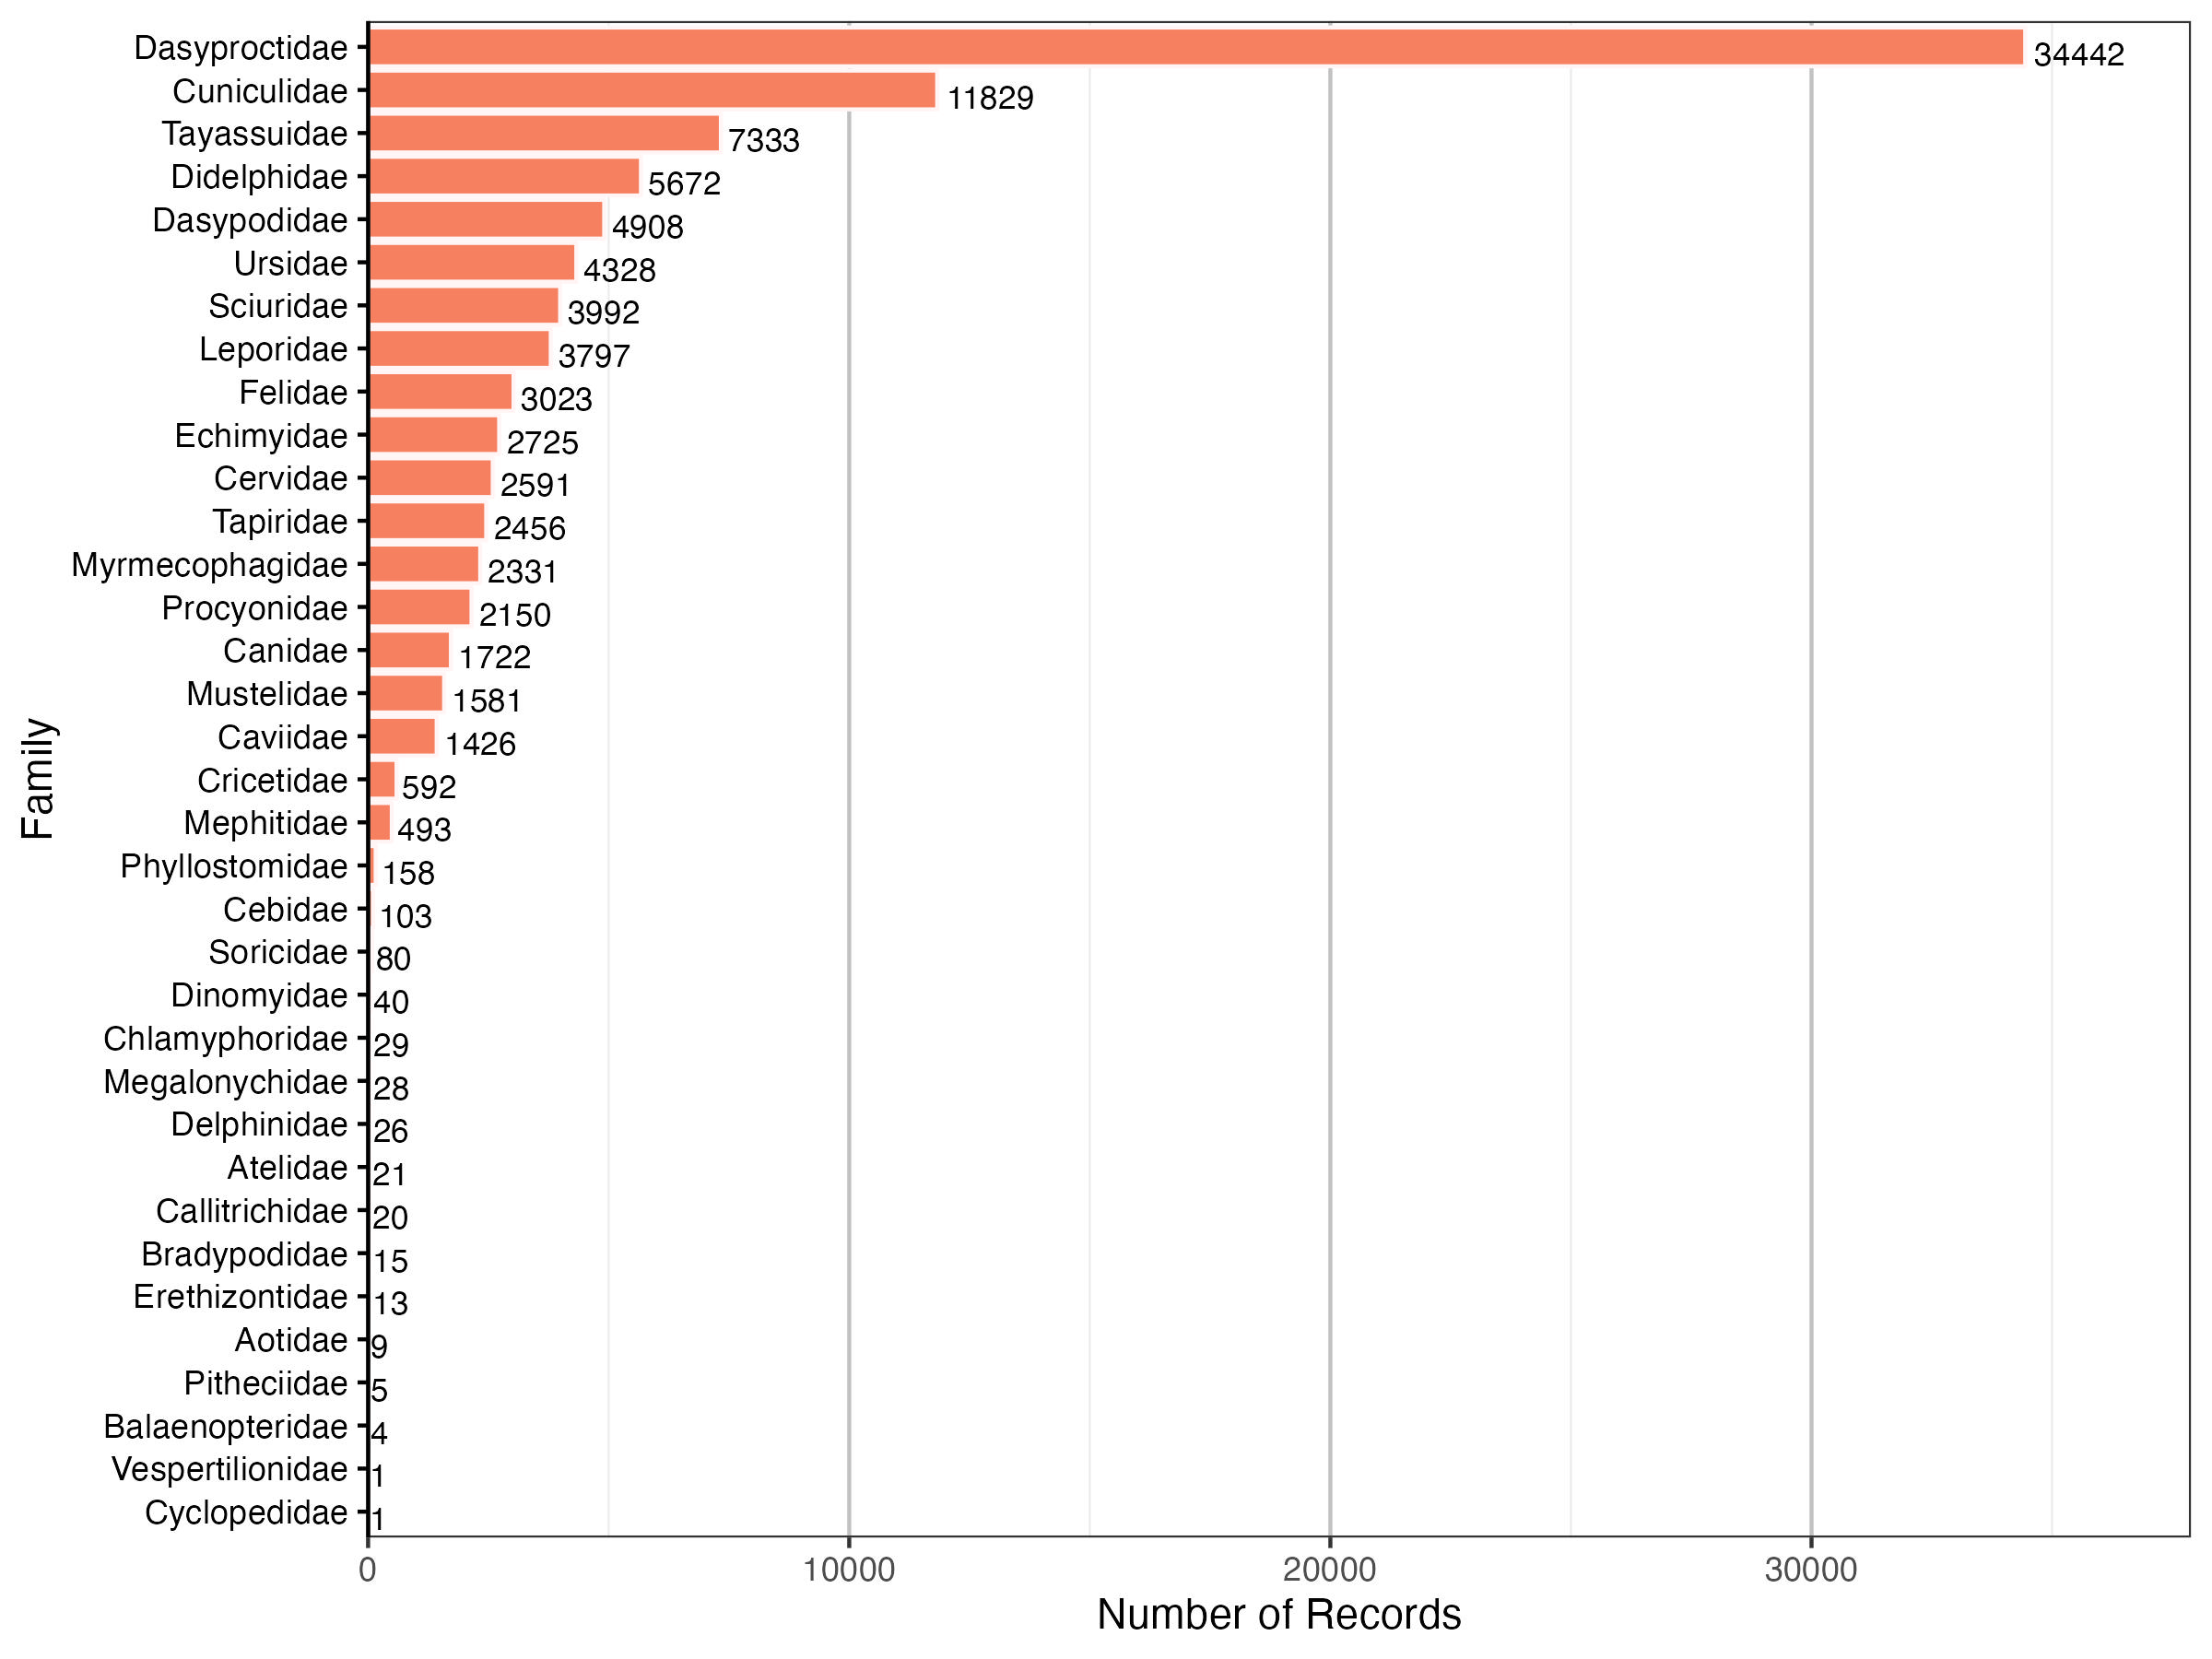 Family
Dasyproctidae 34442
Cuniculidae 11829
Tayassuidae 7333
Didelphidae 5672
Dasypodidae 4908
Ursidae 4328
Sciuridae 3992
Leporidae 3797
Felidae 3023
Echimyidae 2725
Cervidae 2591
Tapiridae 2456
Myrmecophagidae 2331
Procyonidae 2150
Canidae 1722
Mustelidae 1581
Caviidae 1426
Cricetidae 592
Mephitidae 493
Phyllostomidae 158
Cebidae 103
Soricidae 80
Dinomyidae 40
Chlamyphoridae 29
Megalonychidae 28
Delphinidae 26
Atelidae 21
Callitrichidae 20
Bradypodidae 15
Erethizontidae 13
Aotidae 9
Pitheciidae 5
Balaenopteridae 4
Vespertilionidae 1
Cyclopedidae 1
0 10000 20000 30000
Number of Records